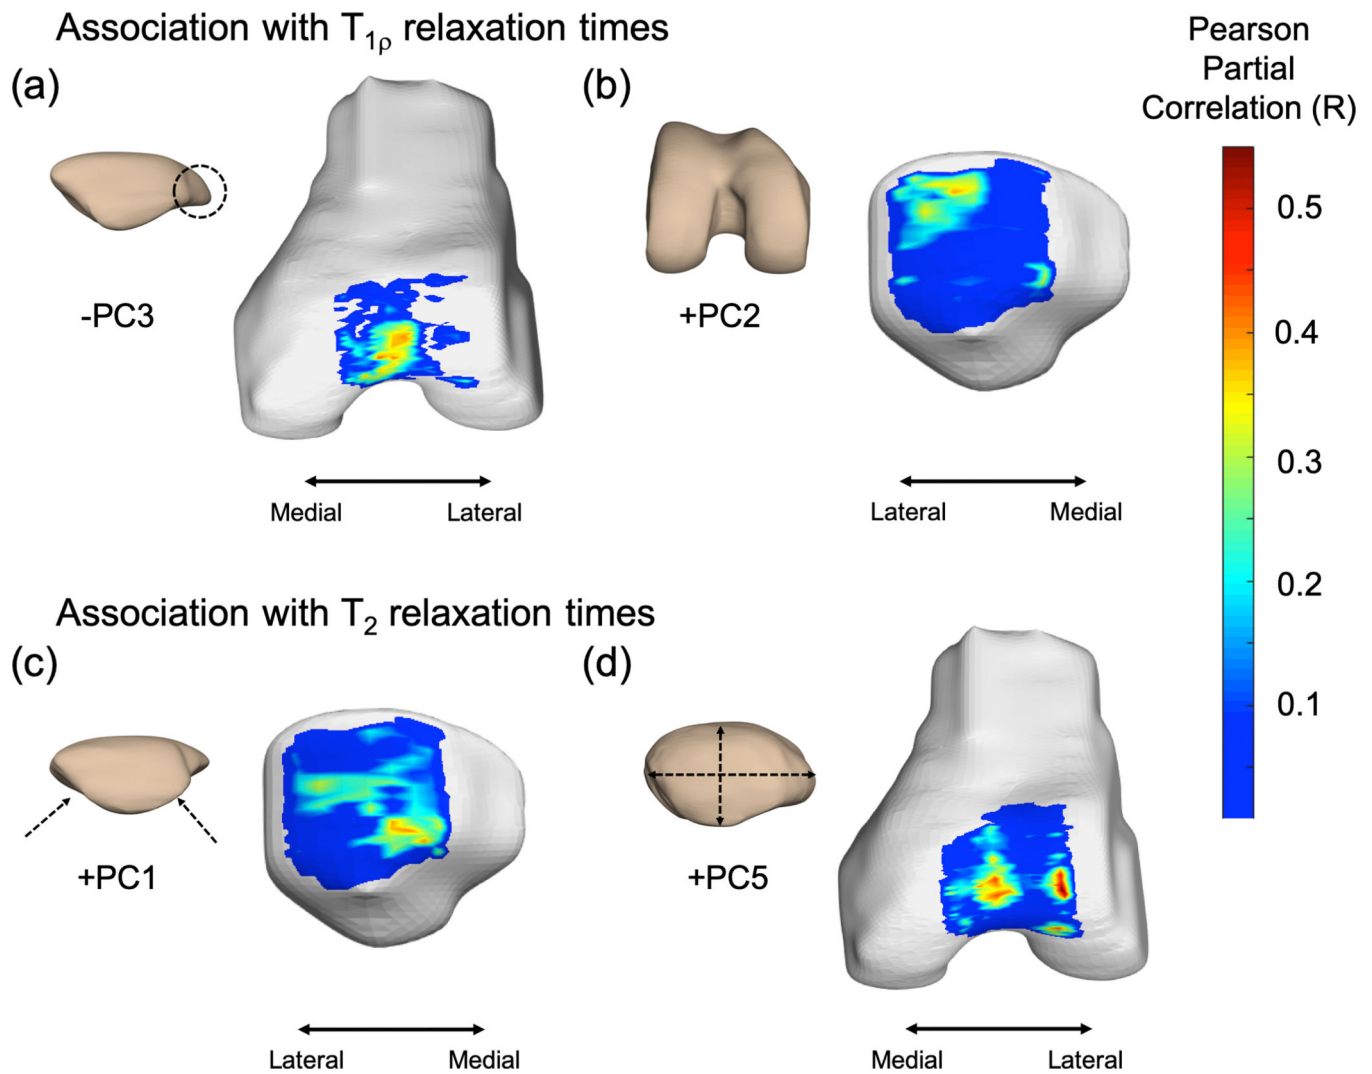 Association with T1ρ relaxation times
Pearson
Partial
Correlation (R)
(a)
(b)
-PC3
+PC2
0.5
0.4
0.3
0.2
0.1
Medial
Lateral
Lateral
Medial
Association with T2 relaxation times
(c)
(d)
+PC1
+PC5
Lateral
Medial
Medial
Lateral